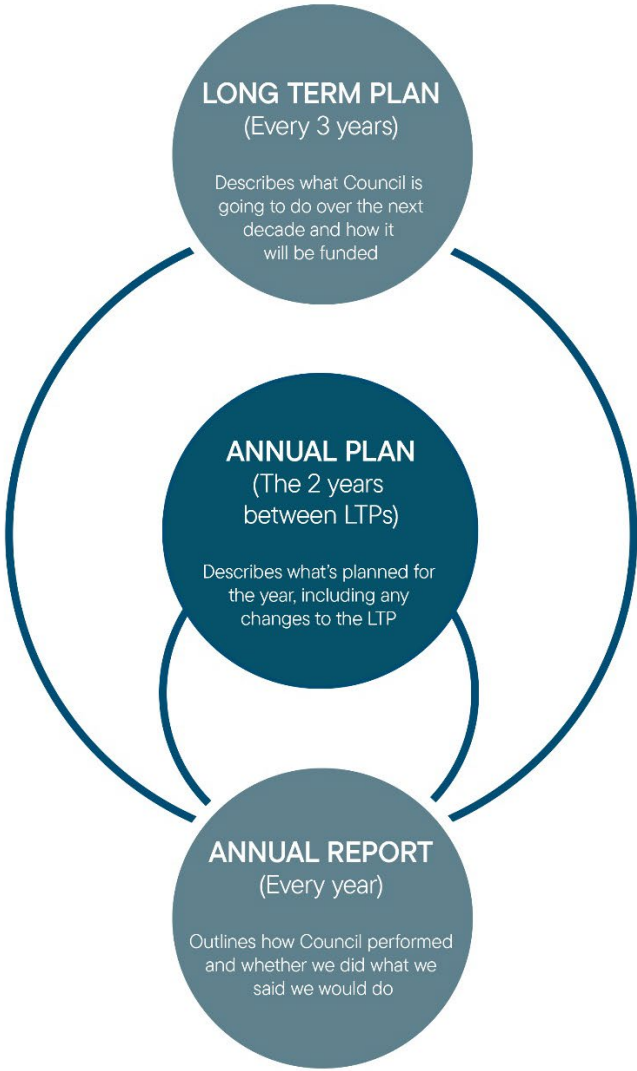 LONG TERM PLAN
(Every 3 years)
Describes what Council is
going to do over the next
decade and how it
will be funded
ANNUAL PLAN
(The 2 years
between LTPs)
Describes what's planned for
the year, including any
changes to the LTP
ANNUAL REPORT
(Every year)
Outlines how Council performed
and whether we did what we
said we would do